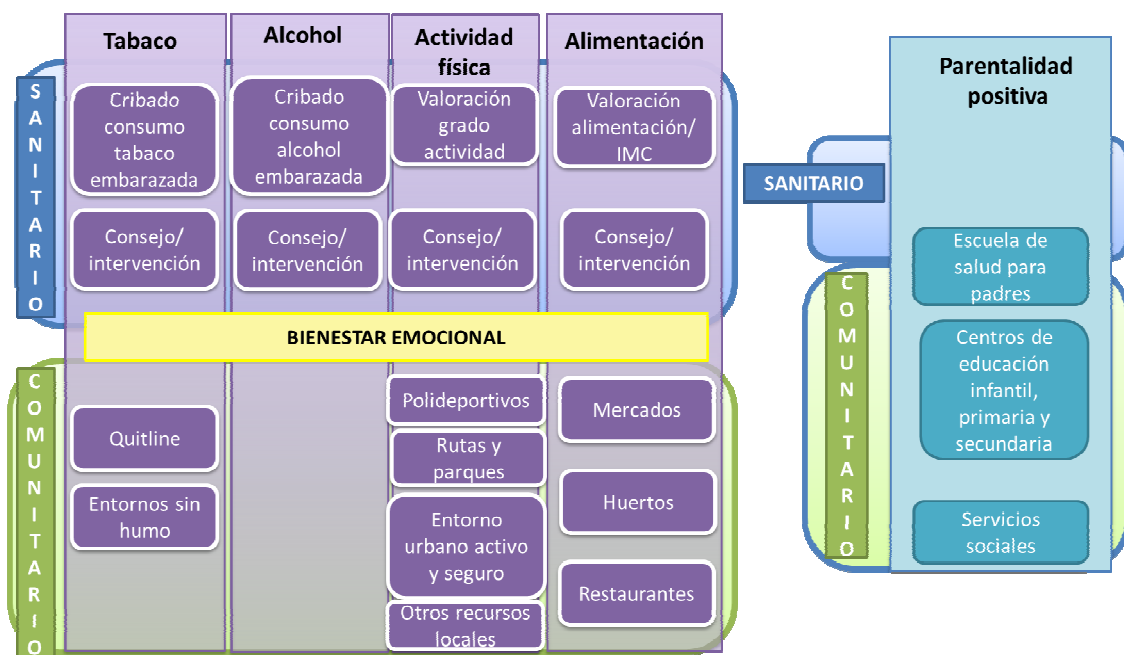 Tabaco
Alcohol
Actividad
física
Alimentación
SANITARIO
Cribado
consumo
tabaco
embarazada
Cribado
consumo
alcohol
embarazada
Valoración
grado
actividad
Valoración
alimentación/
IMC
Consejo/
intervención
Consejo/
intervención
Consejo/
intervención
Consejo/
intervención
BIENESTAR EMOCIONAL
COMUNITARIO
Quitline
Entornos sin
humo
Polideportivos
Rutas y
parques
Entorno
urbano activo
y seguro
Otros recursos
locales
Mercados
Huertos
Restaurantes
Parentalidad
positiva
SANITARIO
COMUNITARIO
Escuela de
salud para
padres
Centros de
educación
infantil,
primaria y
secundaria
Servicios
sociales